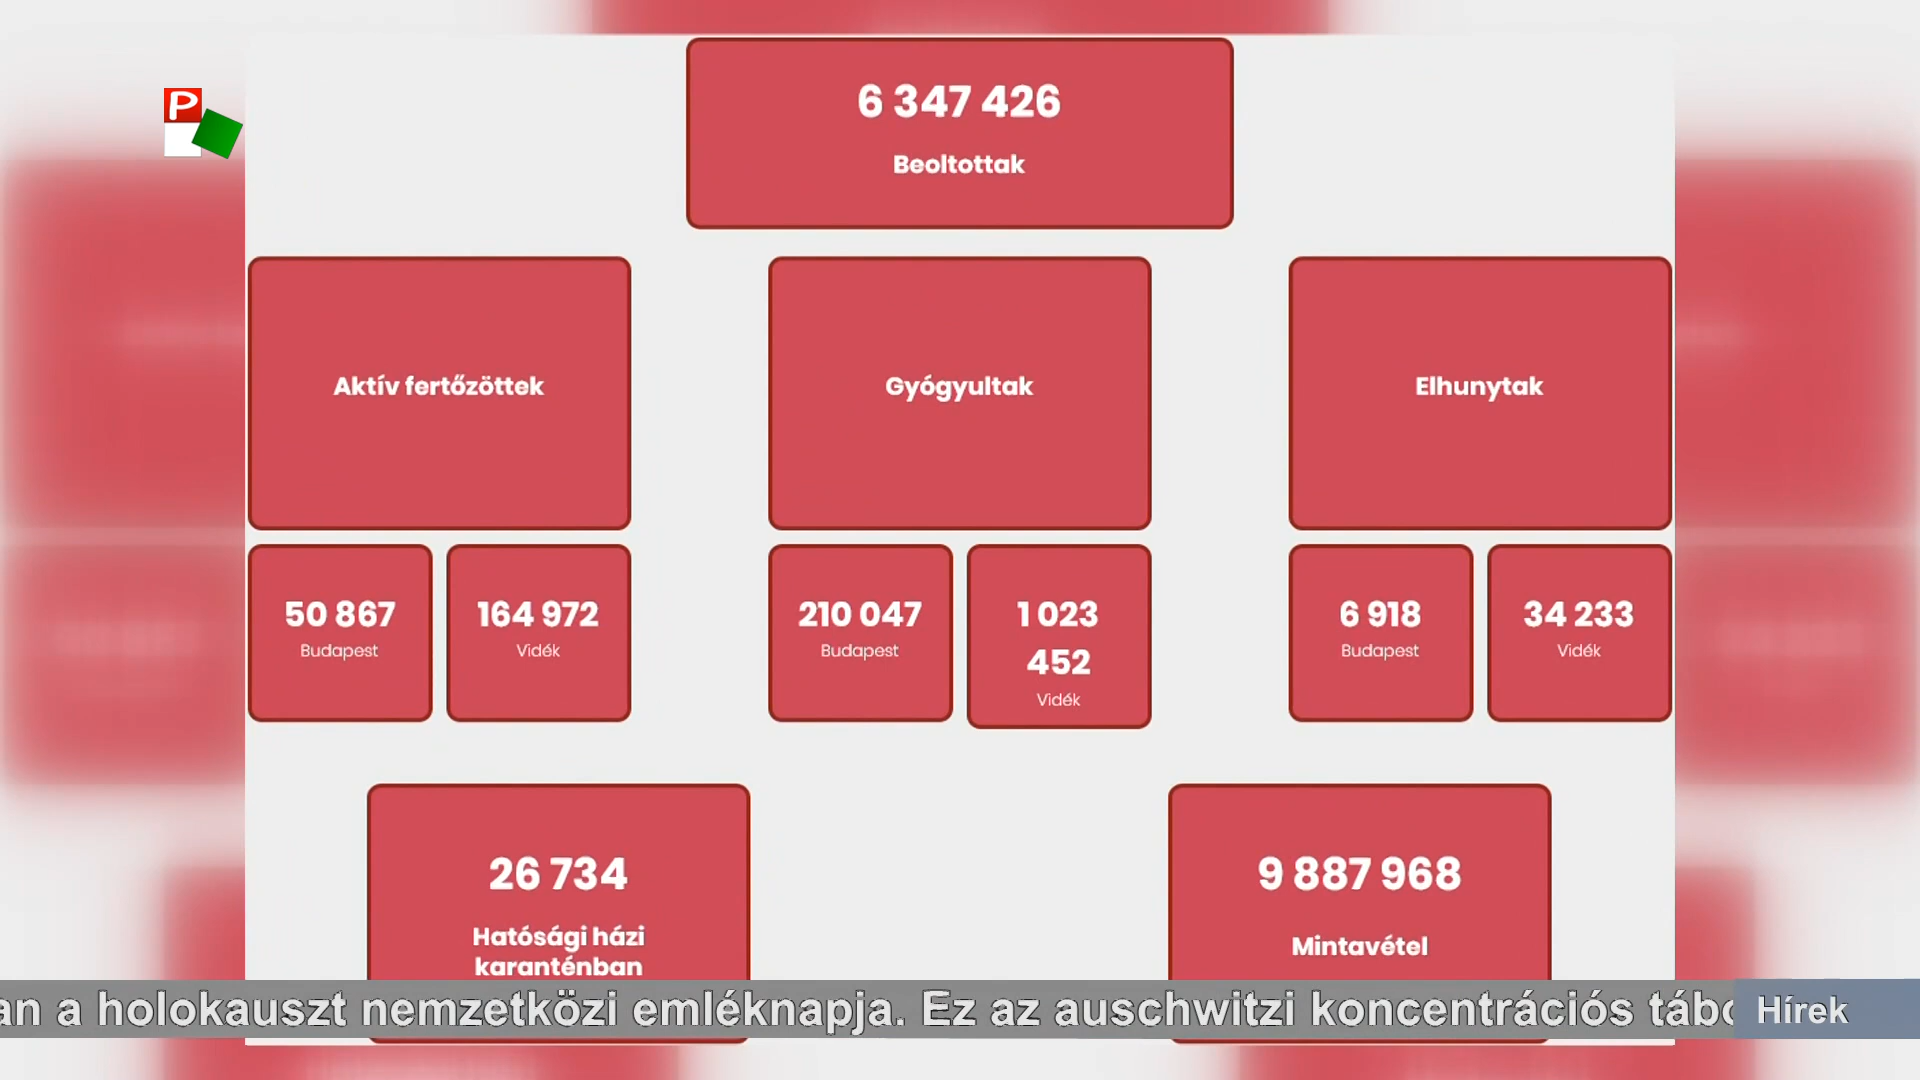 P
6 347 426
Beoltottak
Aktív fertőzöttek
Gyógyultak
Elhunytak
50 867
Budapest
164 972
Vidék
210 047
Budapest
1 023
452
Vidék
6 918
Budapest
34 233
Vidék
26 734
Hatósági házi
karanténban
9 887 968
Mintavétel
an a holokauszt nemzetközi emléknapja. Ez az auschwitzi koncentrációs tábo
Hírek